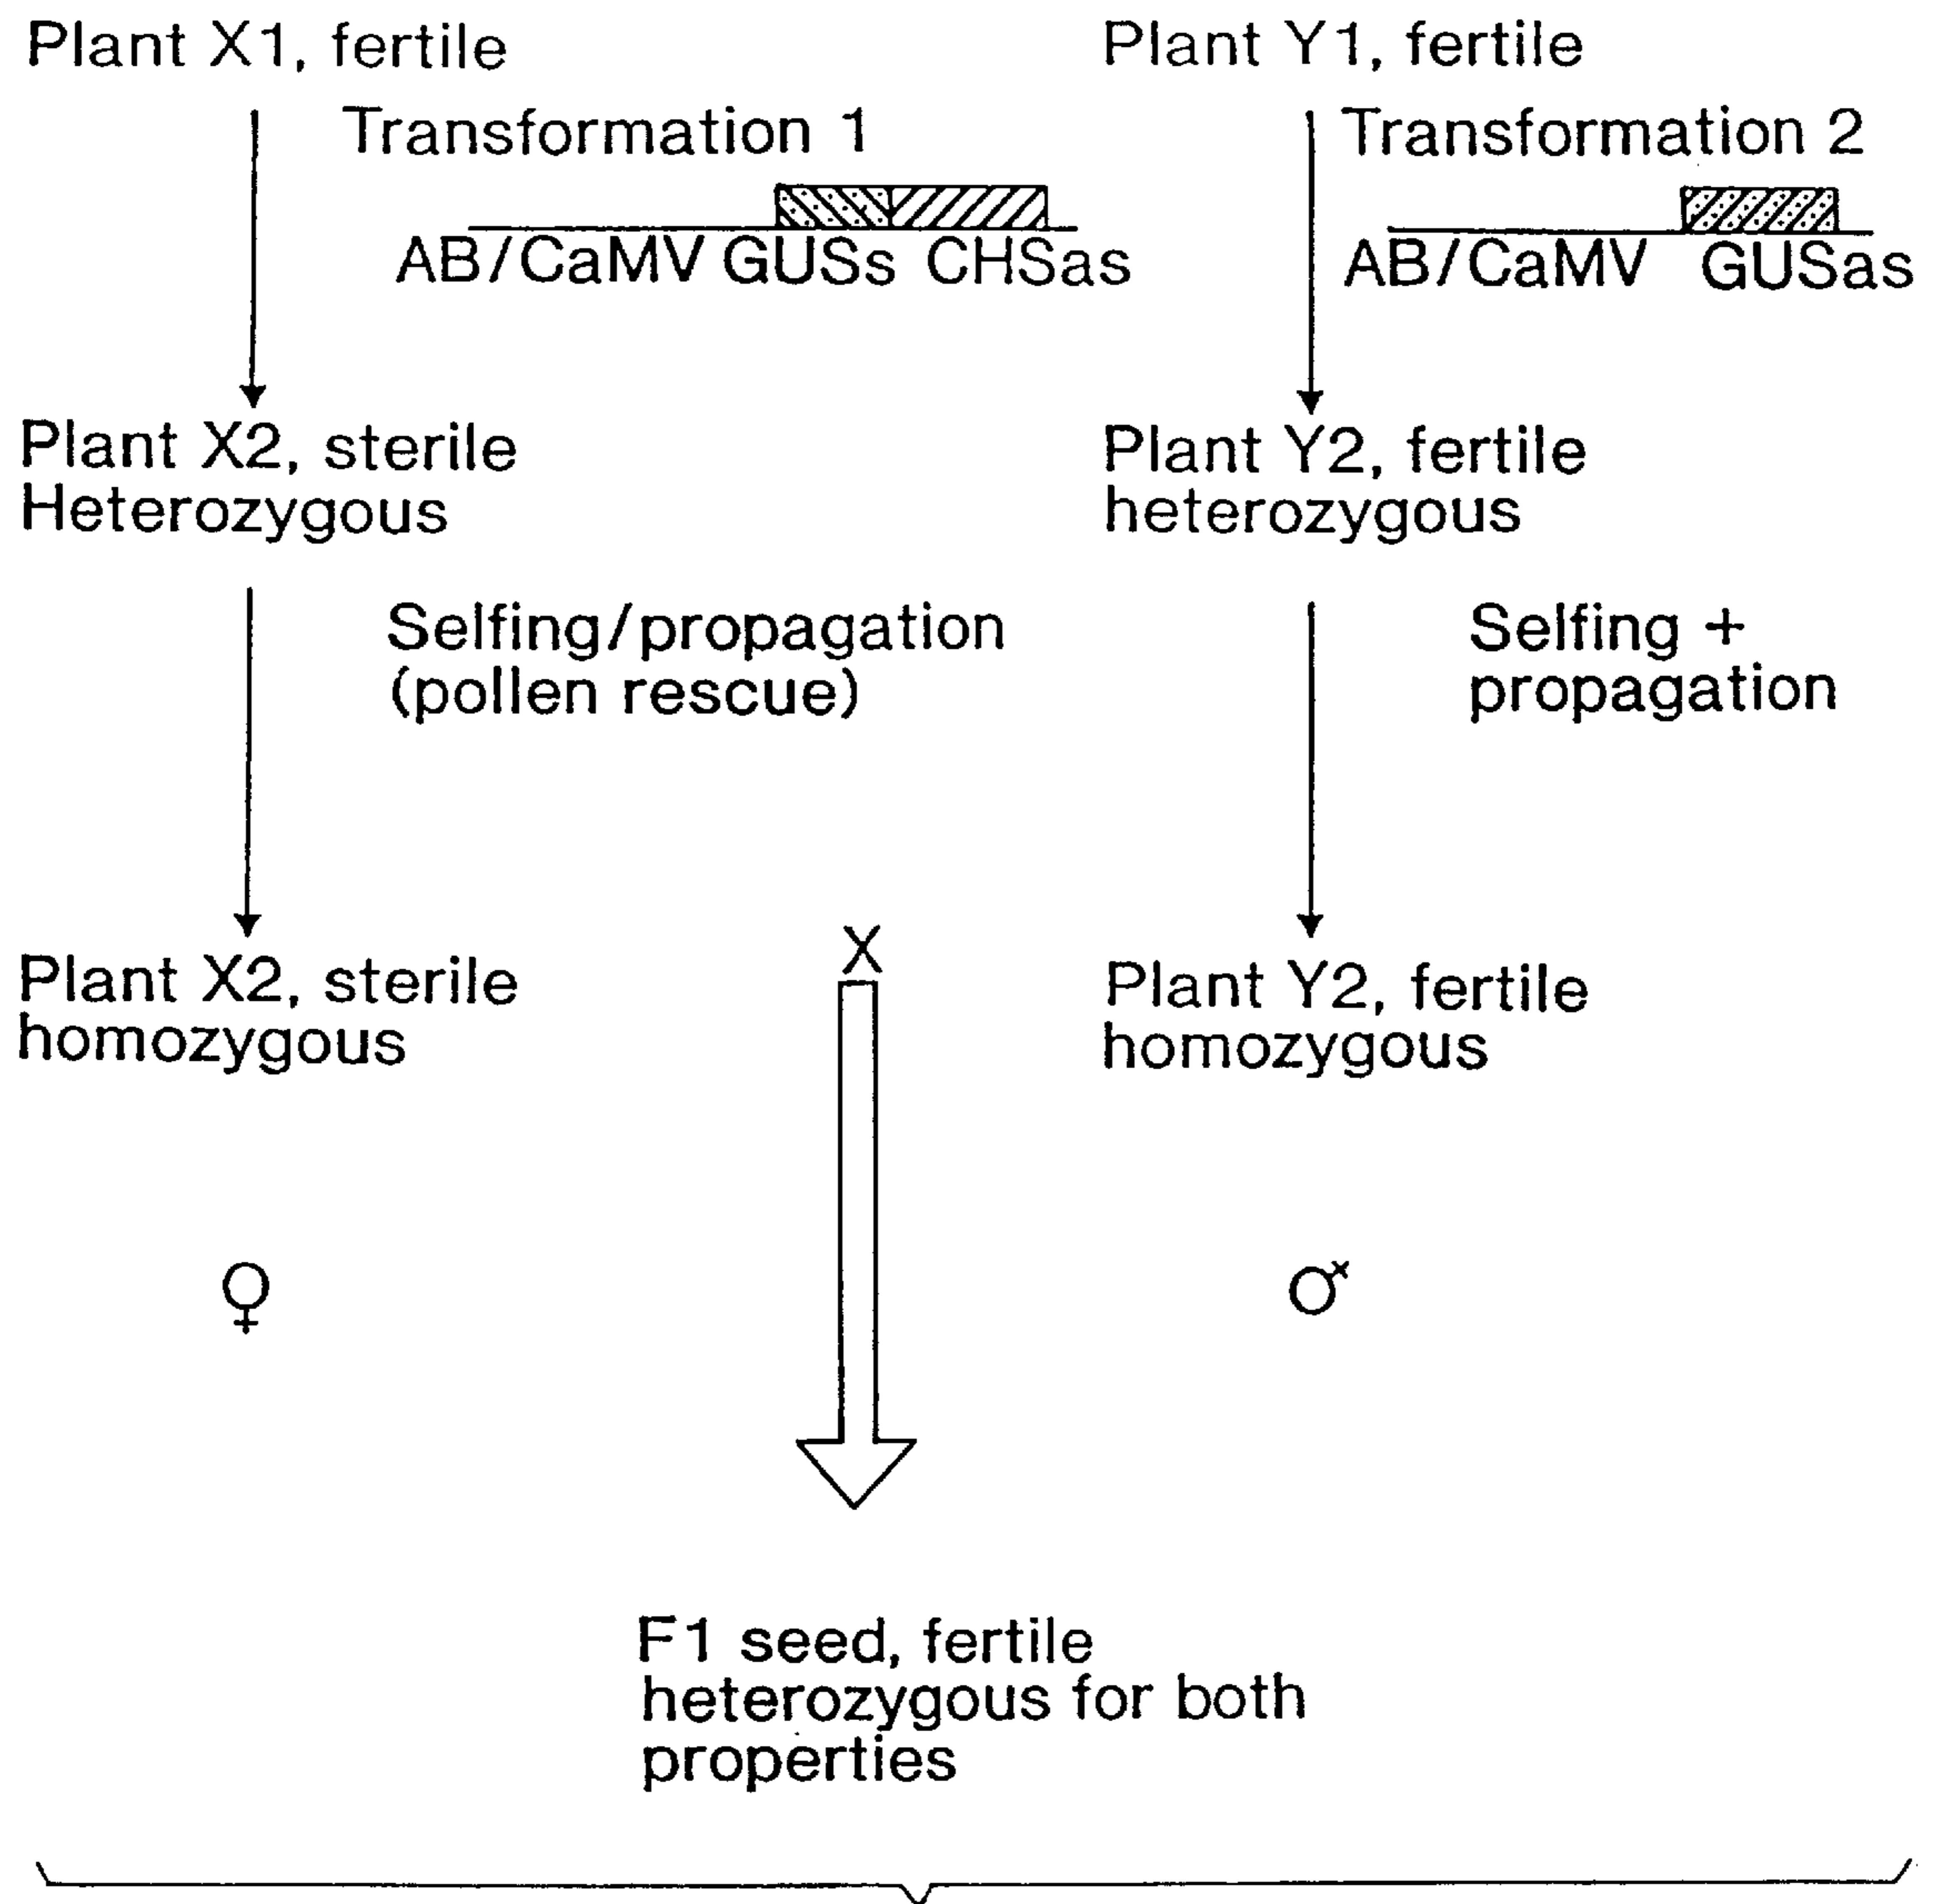 Plant X1, fertile
Plant Y1, fertile
Transformation 1
Transformation 2
AB/CaMV GUSs CHSas
AB/CaMV GUSas
Plant X2, sterile
Heterozygous
Plant Y2, fertile
heterozygous
Selfing/propagation
(pollen rescue)
Selfing +
propagation
Plant X2, sterile
homozygous
X
Plant Y2, fertile
homozygous
♀
♂
F1 seed, fertile
heterozygous for both
properties